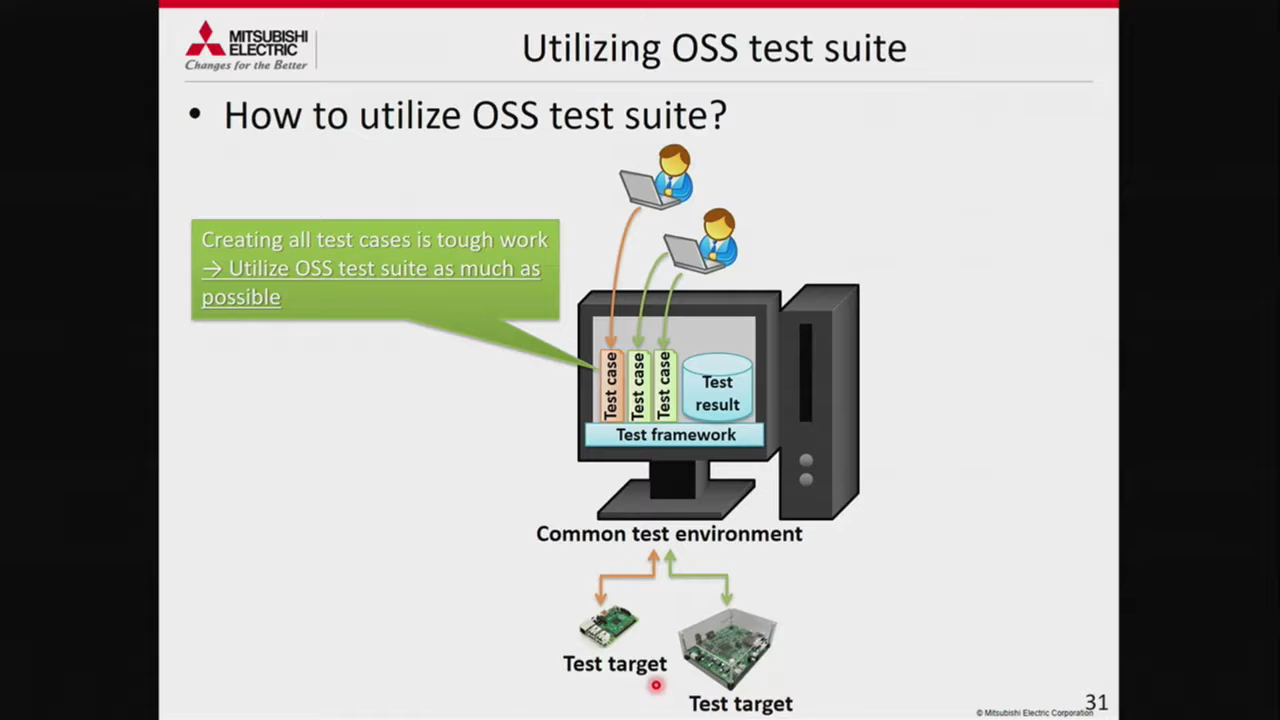 MITSUBISHI
ELECTRIC
Changes for the Better
Utilizing OSS test suite
• How to utilize OSS test suite?
Creating all test cases is tough work
→ Utilize OSS test suite as much as
possible
Test case
Test case
Test case
Test
result
Test framework
Common test environment
Test target
Test target
31
© Mitsubishi Electric Corporation